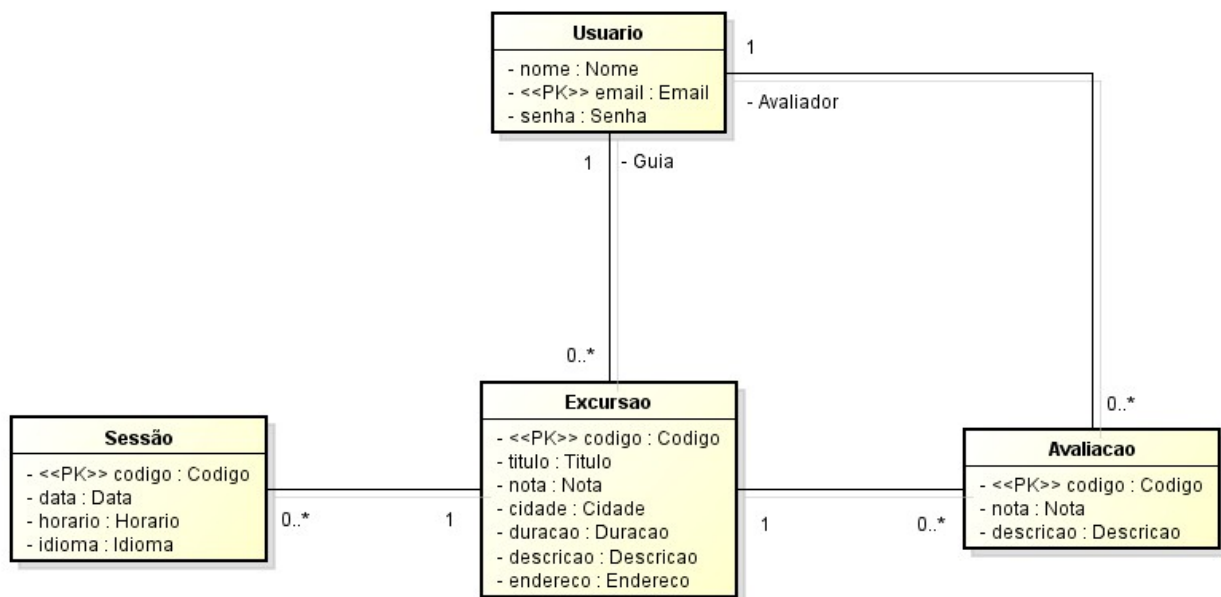 Usuario
- nome : Nome
- <<PK>> email : Email
- senha : Senha
1
- Avaliador
1
- Guia
0..*
0..*
Excursao
- <<PK>> codigo : Codigo
- titulo : Titulo
- nota : Nota
- cidade : Cidade
- duracao : Duracao
- descricao : Descricao
- endereco : Endereco
Sessão
- <<PK>> codigo : Codigo
- data : Data
- horario : Horario
- idioma : Idioma
0..*
1
Avaliacao
- <<PK>> codigo : Codigo
- nota : Nota
- descricao : Descricao
1
0..*